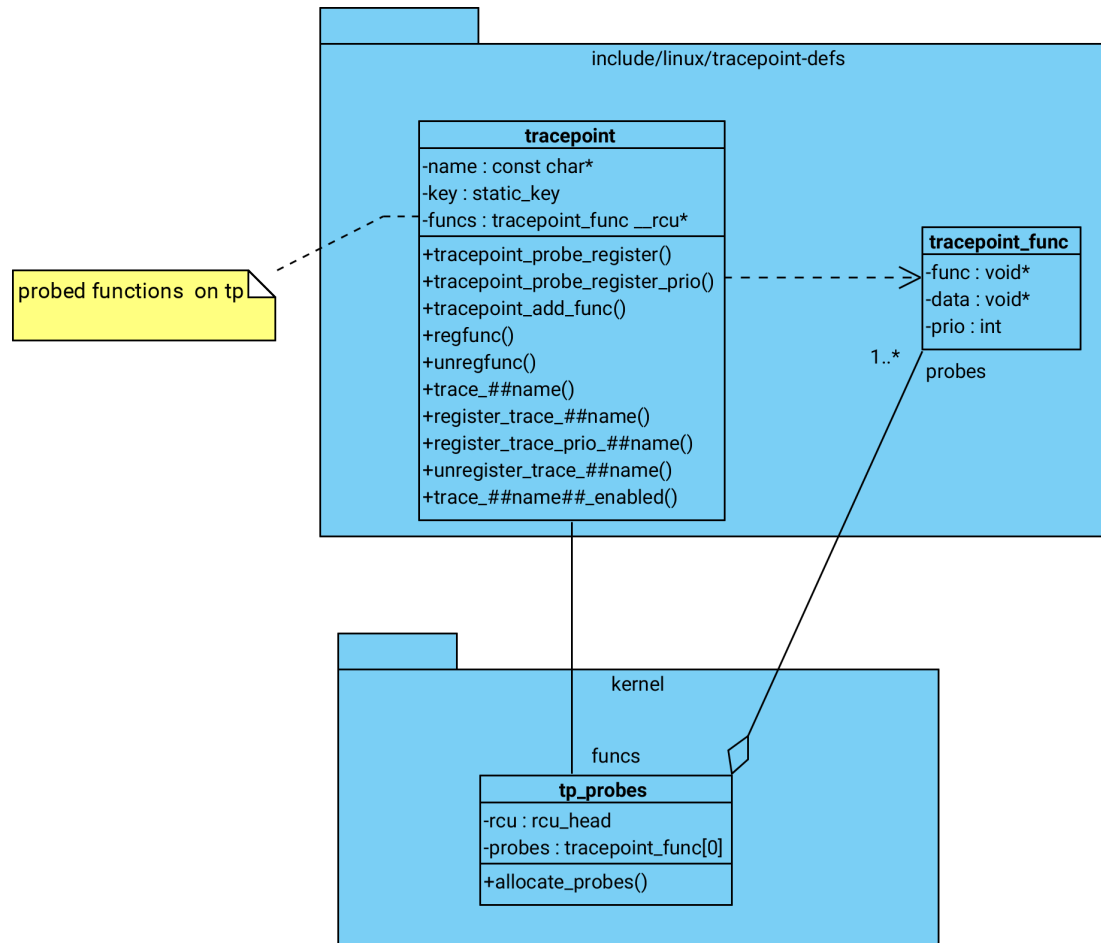 include/linux/tracepoint-defs
tracepoint
-name : const char*
-key : static_key
-funcs : tracepoint_func __rcu*
+tracepoint_probe_register()
+tracepoint_probe_register_prio()
+tracepoint_add_func()
+regfunc()
+unregfunc()
+trace_##name()
+register_trace_##name()
+register_trace_prio_##name()
+unregister_trace_##name()
+trace_##name##_enabled()
probed functions  on tp
tracepoint_func
-func : void*
-data : void*
-prio : int
1..*
probes
kernel
funcs
tp_probes
-rcu : rcu_head
-probes : tracepoint_func[0]
+allocate_probes()